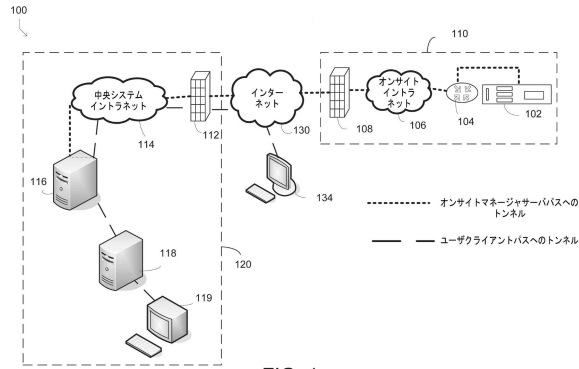 100
110
中央システム
イントラネット
114
112
インター
ネット
130
108
オンサイト
イントラ
ネット
106
104
102
116
134
オンサイトマネージャサーバパスへの
トンネル
ユーザクライアントパスへのトンネル
118
120
119